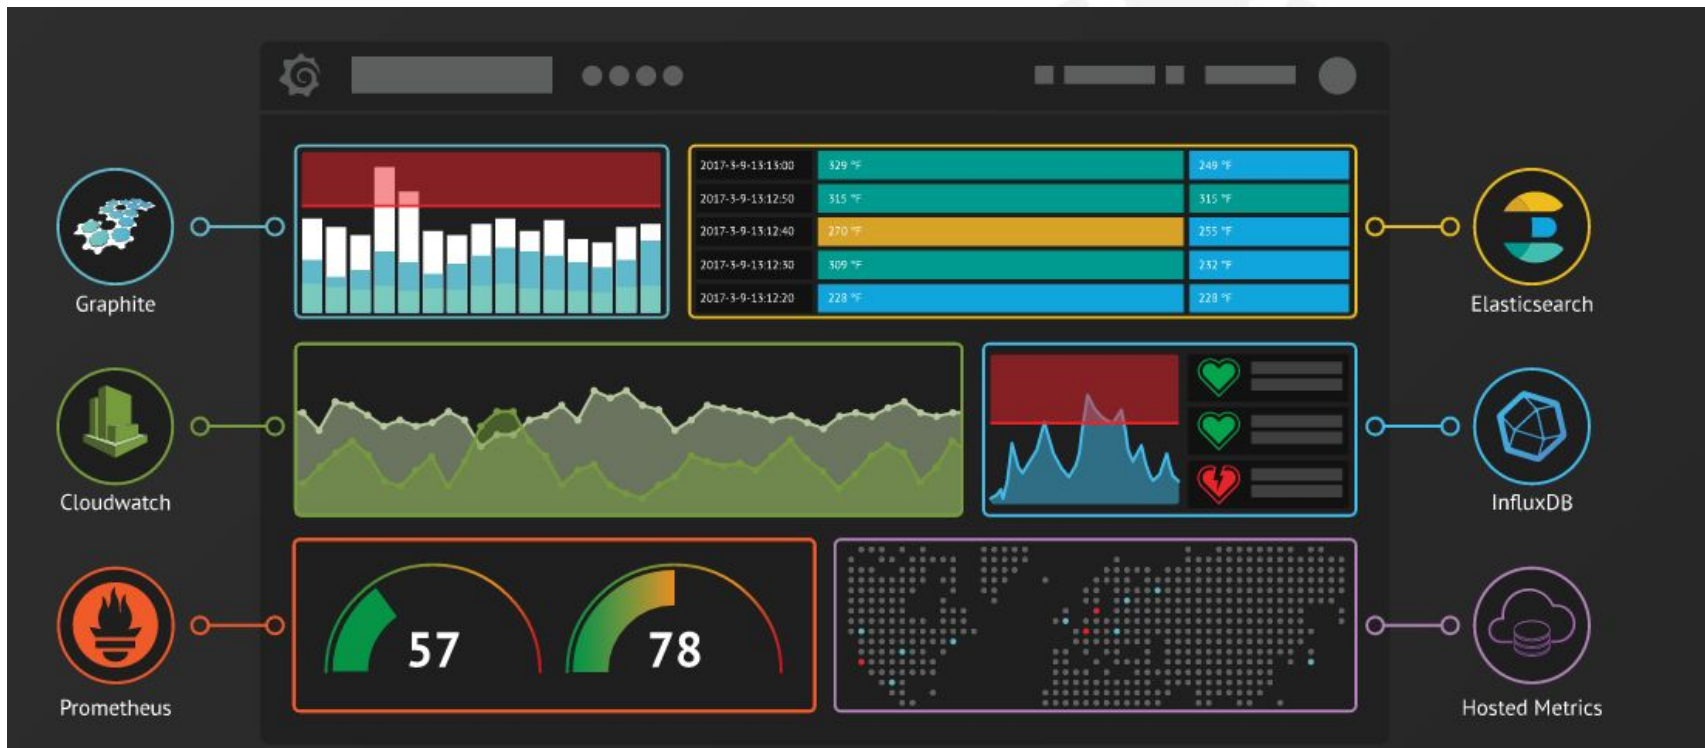 Graphite
2017-3-9-13:13:00 329 °F 249 °F
2017-3-9-13:12:50 315 °F 315 °F
2017-3-9-13:12:40 270 °F 255 °F
2017-3-9-13:12:30 309 °F 232 °F
2017-3-9-13:12:20 228 °F 228 °F
Elasticsearch
Cloudwatch
InfluxDB
Prometheus
57
78
Hosted Metrics